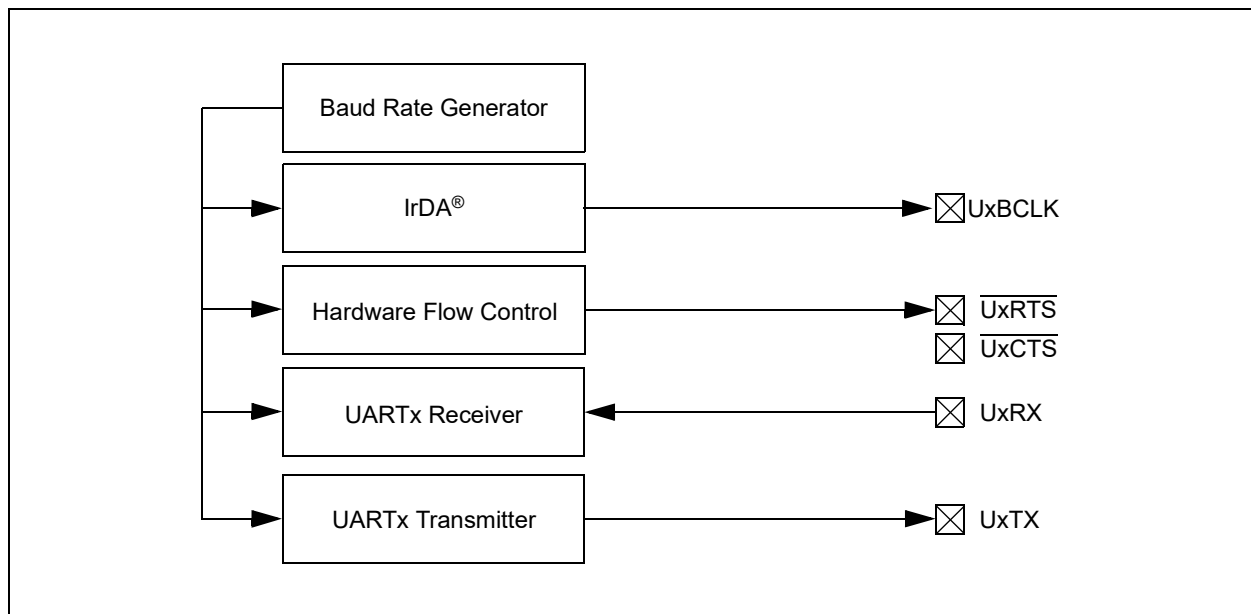 Baud Rate Generator
IrDA®
UxBCLK
Hardware Flow Control
UxRTS
UxCTS
UARTx Receiver
UxRX
UARTx Transmitter
UxTX